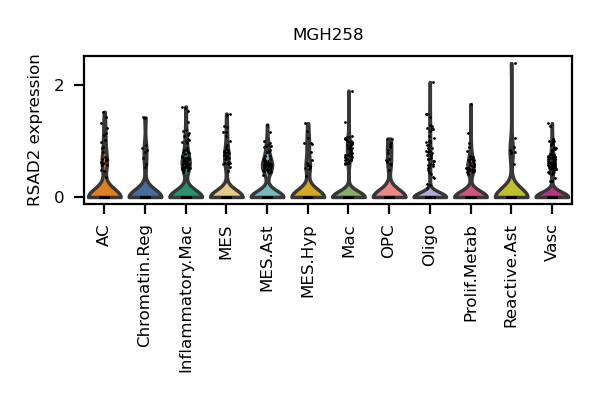 MGH258
RSAD2 expression
2
0
AC
Chromatin.Reg
Inflammatory.Mac
MES
MES.Ast
MES.Hyp
Mac
OPC
Oligo
Prolif.Metab
Reactive.Ast
Vasc